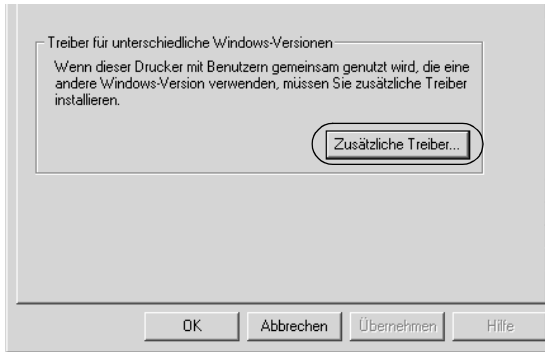 Treiber für unterschiedliche Windows-Versionen
Wenn dieser Drucker mit Benutzern gemeinsam genutzt wird, die eine
andere Windows-Version verwenden, müssen Sie zusätzliche Treiber
installieren.
Zusätzliche Treiber...
OK Abbrechen Übernehmen Hilfe